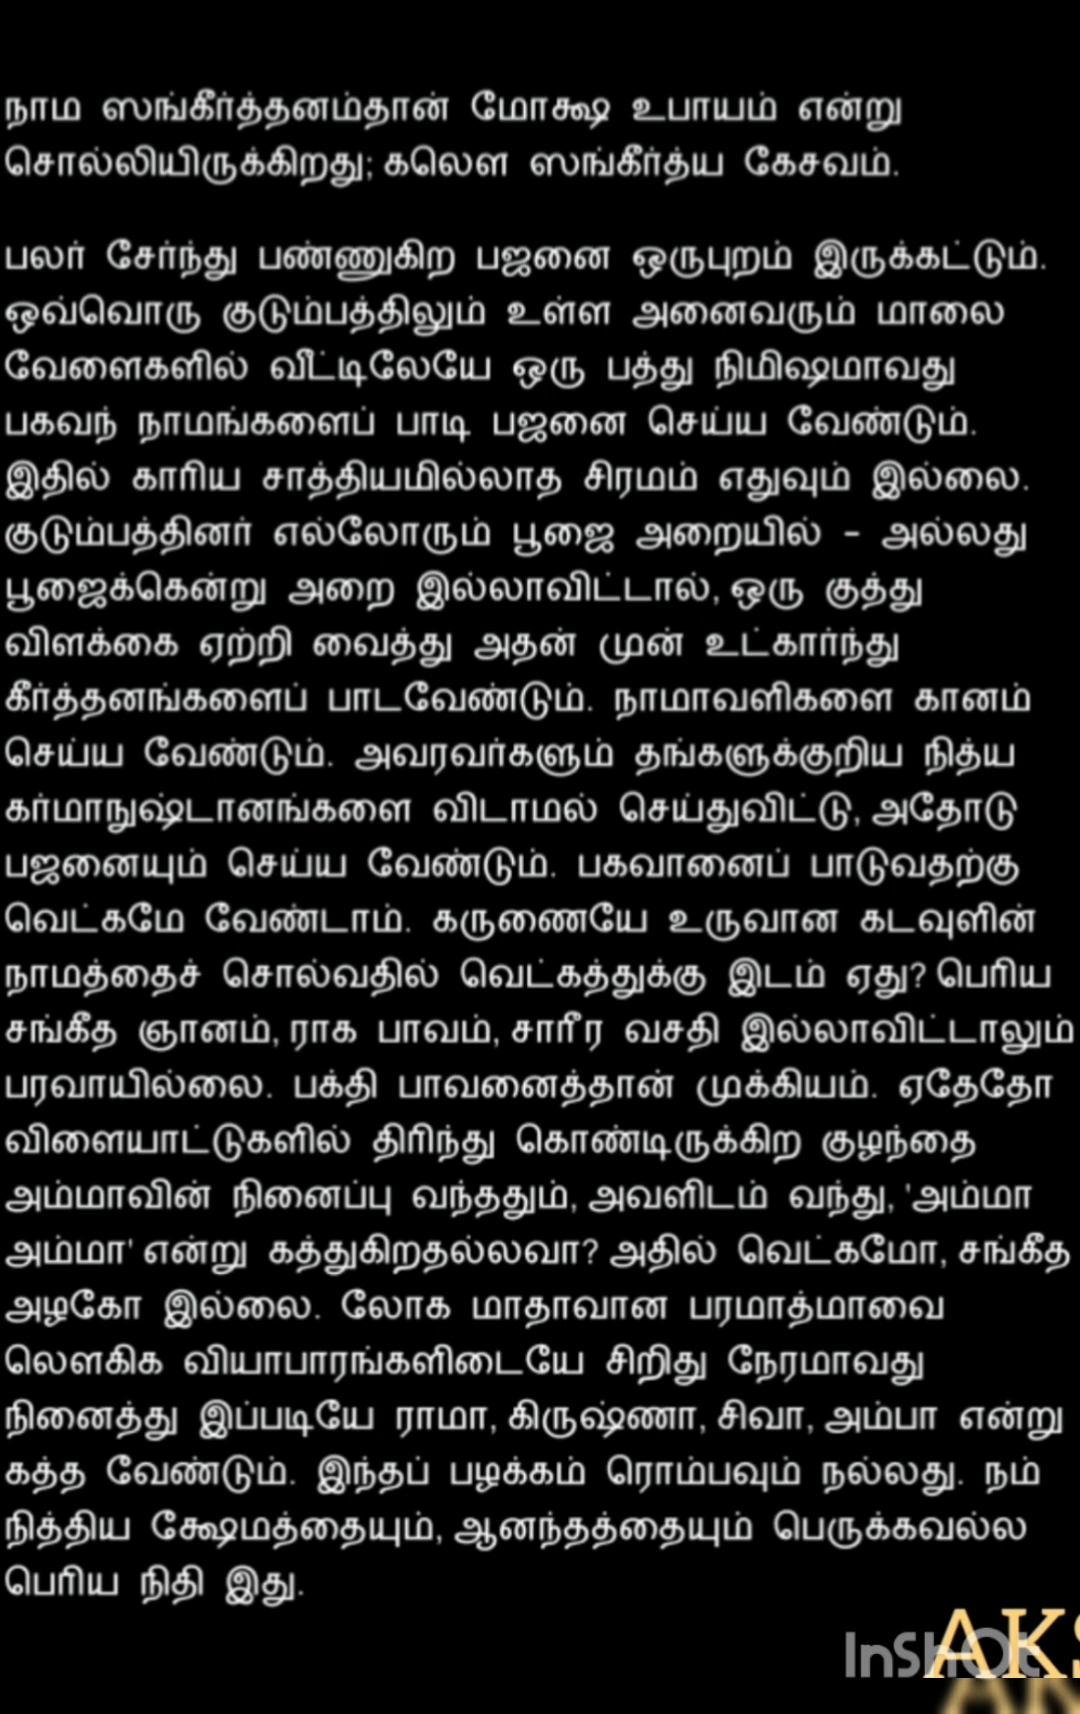 நாம ஸங்கீர்த்தனம்தான் மோக்ஷ உபாயம் என்று
சொல்லியிருக்கிறது; கலௌ ஸங்கீர்த்ய கேசவம்.
பலர் சேர்ந்து பண்ணுகிற பஜனை ஒருபுறம் இருக்கட்டும்.
ஒவ்வொரு குடும்பத்திலும் உள்ள அனைவரும் மாலை
வேளைகளில் வீட்டிலேயே ஒரு பத்து நிமிஷமாவது
பகவந் நாமங்களைப் பாடி பஜனை செய்ய வேண்டும்.
இதில் காரிய சாத்தியமில்லாத சிரமம் எதுவும் இல்லை.
குடும்பத்தினர் எல்லோரும் பூஜை அறையில் – அல்லது
பூஜைக்கென்று அறை இல்லாவிட்டால், ஒரு குத்து
விளக்கை ஏற்றி வைத்து அதன் முன் உட்கார்ந்து
கீர்த்தனங்களைப் பாடவேண்டும். நாமாவளிகளை கானம்
செய்ய வேண்டும். அவரவர்களும் தங்களுக்குறிய நித்ய
கர்மாநுஷ்டானங்களை விடாமல் செய்துவிட்டு, அதோடு
பஜனையும் செய்ய வேண்டும். பகவானைப் பாடுவதற்கு
வெட்கமே வேண்டாம். கருணையே உருவான கடவுளின்
நாமத்தைச் சொல்வதில் வெட்கத்துக்கு இடம் ஏது? பெரிய
சங்கீத ஞானம், ராக பாவம், சாரீர வசதி இல்லாவிட்டாலும்
பரவாயில்லை. பக்தி பாவனைத்தான் முக்கியம். ஏதேதோ
விளையாட்டுகளில் திரிந்து கொண்டிருக்கிற குழந்தை
அம்மாவின் நினைப்பு வந்ததும், அவளிடம் வந்து, 'அம்மா
அம்மா' என்று கத்துகிறதல்லவா? அதில் வெட்கமோ, சங்கீத
அழகோ இல்லை. லோக மாதாவான பரமாத்மாவை
லௌகிக வியாபாரங்களிடையே சிறிது நேரமாவது
நினைத்து இப்படியே ராமா, கிருஷ்ணா, சிவா, அம்பா என்று
கத்த வேண்டும். இந்தப் பழக்கம் ரொம்பவும் நல்லது. நம்
நித்திய க்ஷேமத்தையும், ஆனந்தத்தையும் பெருக்கவல்ல
பெரிய நிதி இது.
InShOt